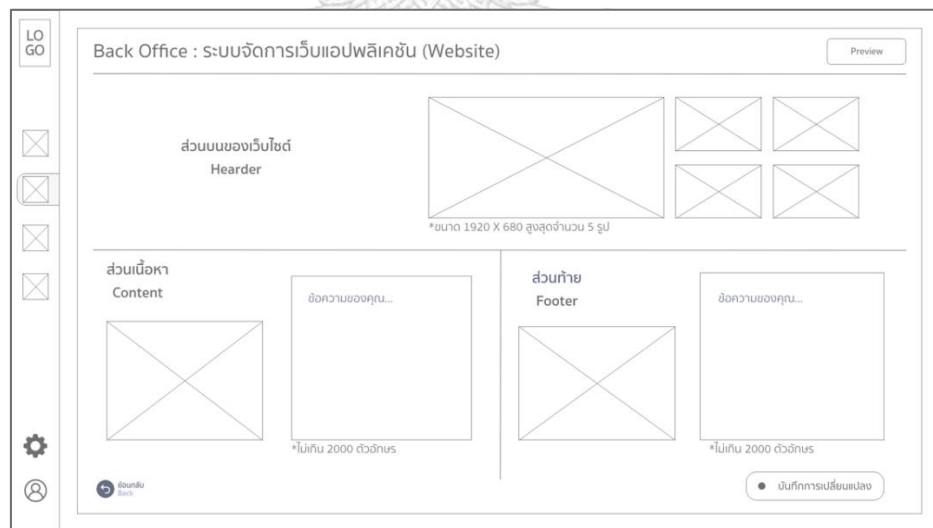 LO
GO
Back Office : ระบบจัดการเว็บแอปพลิเคชัน (Website)
Preview
ส่วนบนของเว็บไซต์
Hearder
*ขนาด 1920 X 680 สูงสุดจำนวน 5 รูป
ส่วนเนื้อหา
Content
ข้อความของคุณ...
*ไม่เกิน 2000 ตัวอักษร
ส่วนท้าย
Footer
ข้อความของคุณ...
*ไม่เกิน 2000 ตัวอักษร
ย้อนกลับ
Back
บันทึกการเปลี่ยนแปลง